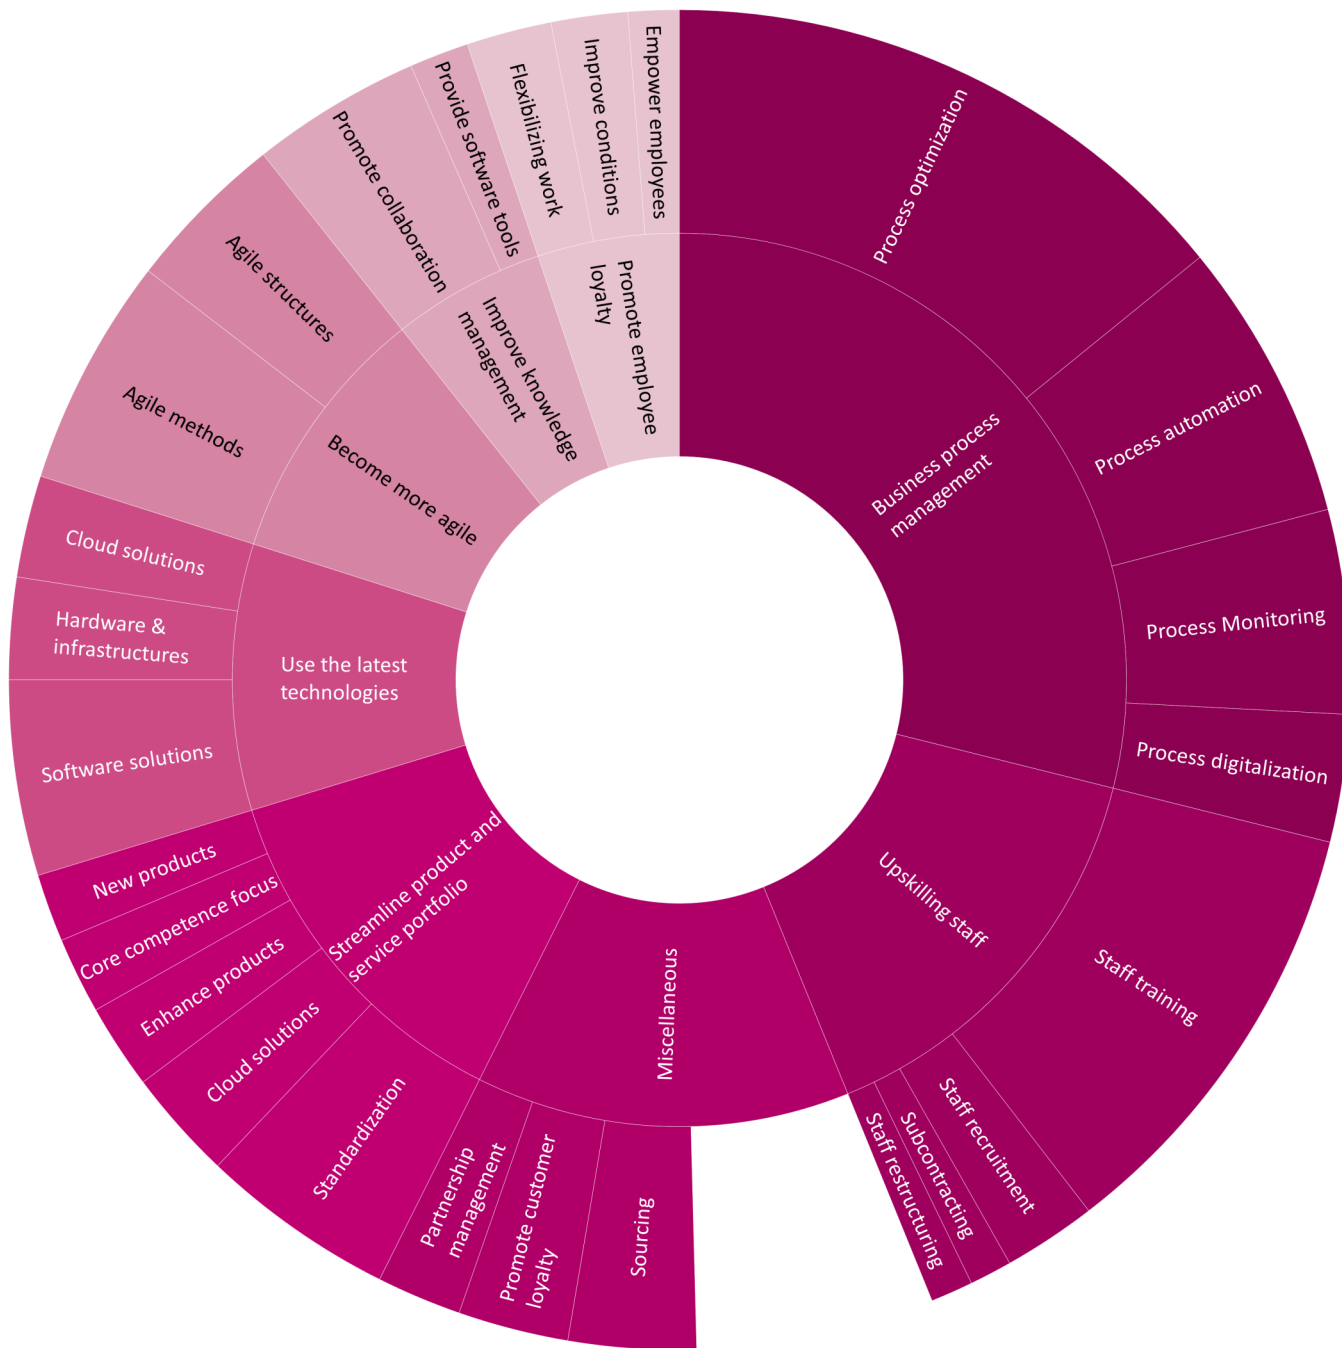 Process optimization
Process automation
Process Monitoring
Process digitalization
Business process
management
Staff training
Staff recruitment
Subcontracting
Staff restructuring
Upskilling staff
Sourcing
Promote customer
loyalty
Partnership
management
Miscellaneous
Standardization
Cloud solutions
Enhance products
Core competence focus
New products
Streamline product and
service portfolio
Software solutions
Hardware &
infrastructures
Cloud solutions
Use the latest
technologies
Agile methods
Agile structures
Become more agile
Promote collaboration
Provide software tools
Improve knowledge
management
Flexibilizing work
Improve conditions
Empower employees
Promote employee
loyalty